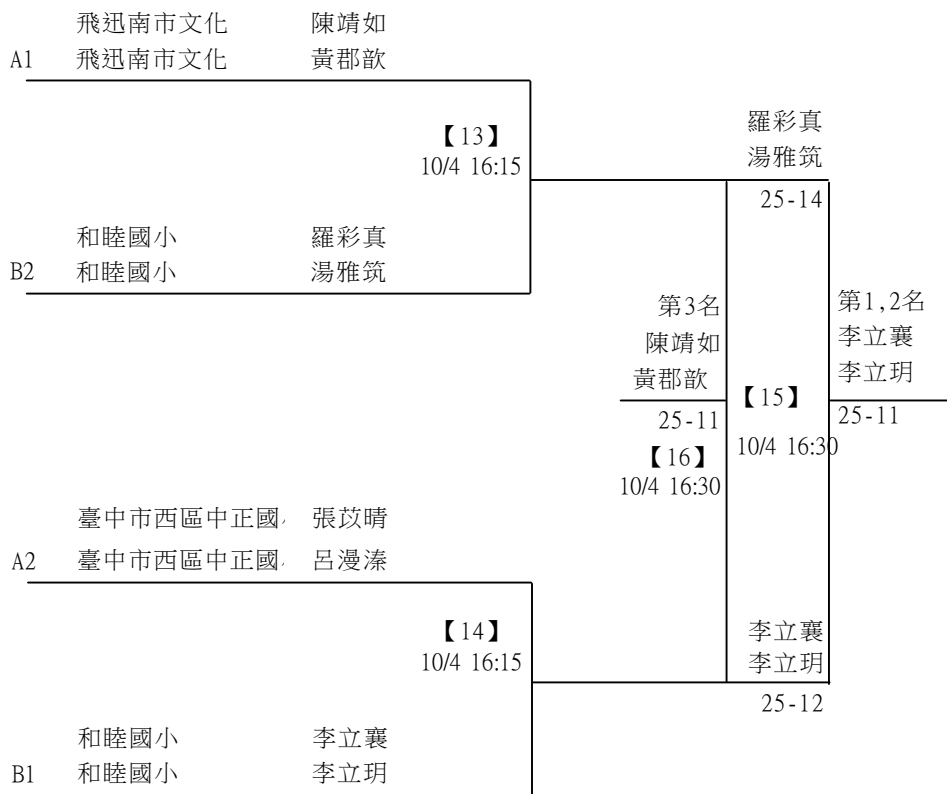 飛迅南市文化 陳靖如
A1 飛迅南市文化 黃郡歆
【13】
10/4 16:15
羅彩真
湯雅筑
25-14
和睦國小 羅彩真
B2 和睦國小 湯雅筑
第3名
陳靖如
黃郡歆
25-11
【16】
10/4 16:30
【15】
10/4 16:30
第1,2名
李立襄
李立玥
25-11
臺中市西區中正國 張苡晴
A2 臺中市西區中正國 呂漫溱
【14】
10/4 16:15
李立襄
李立玥
25-12
和睦國小 李立襄
B1 和睦國小 李立玥